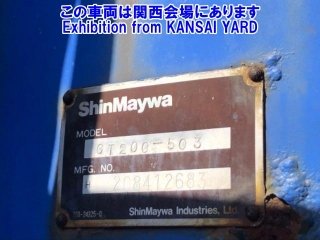 この車両は関西会場にあります
Exhibition from KANSAI YARD
ShinMaywa
MODEL
GT200-503
MFG. NO.
ShinMaywa Industries, Ltd.